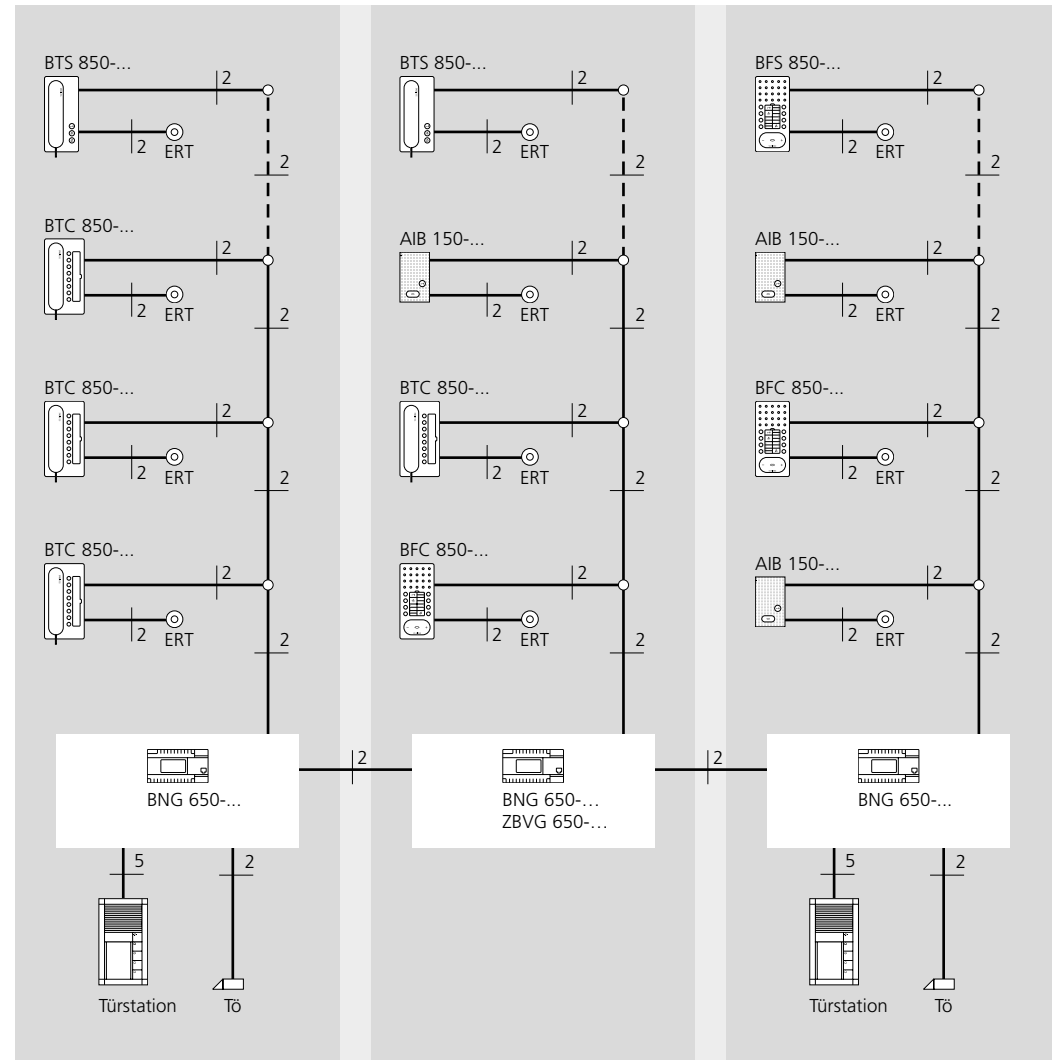 BTS 850-...
2
2
ERT
2
BTC 850-...
2
2
ERT
2
BTC 850-...
2
2
ERT
2
BTC 850-...
2
2
ERT
2
BNG 650-...
5
2
Türstation
Tö
2
BTS 850-...
2
2
ERT
2
AIB 150-...
2
2
ERT
2
BTC 850-...
2
2
ERT
2
BFC 850-...
2
2
ERT
2
BNG 650-...
ZBVG 650-...
2
BFS 850-...
2
2
ERT
2
AIB 150-...
2
2
ERT
2
BFC 850-...
2
2
ERT
2
AIB 150-...
2
2
ERT
2
BNG 650-...
5
2
Türstation
Tö